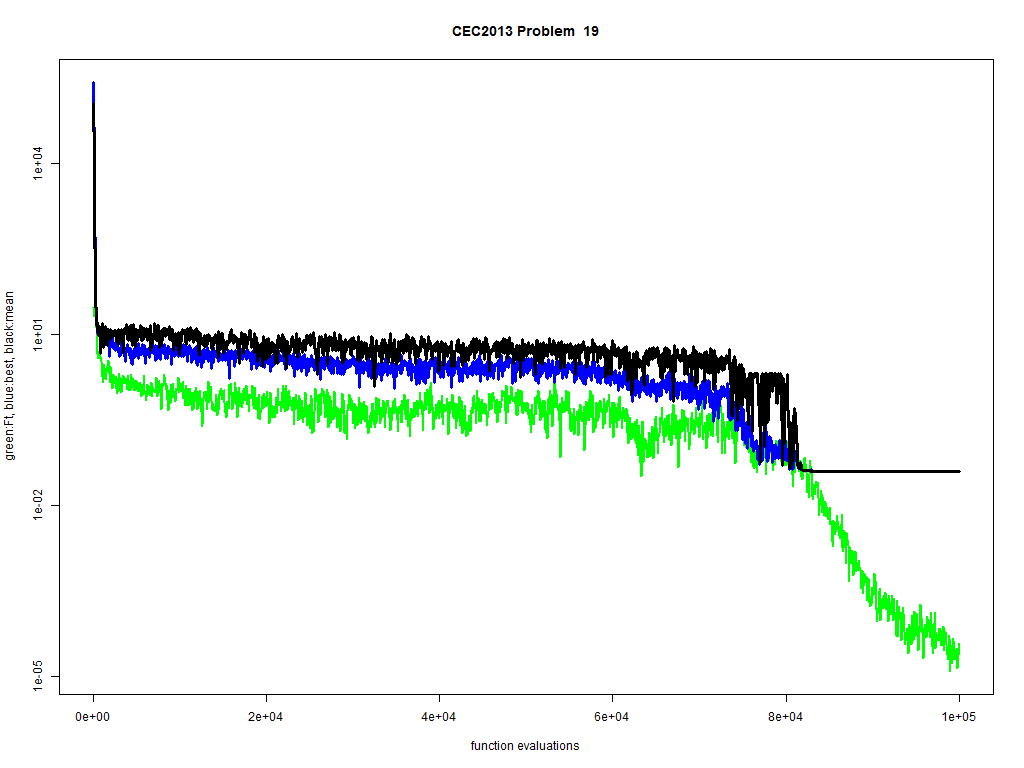 CEC2013 Problem  19
green:Ft, blue:best, black:mean
1e+04
1e+01
1e-02
1e-05
0e+00 2e+04 4e+04 6e+04 8e+04 1e+05
function evaluations